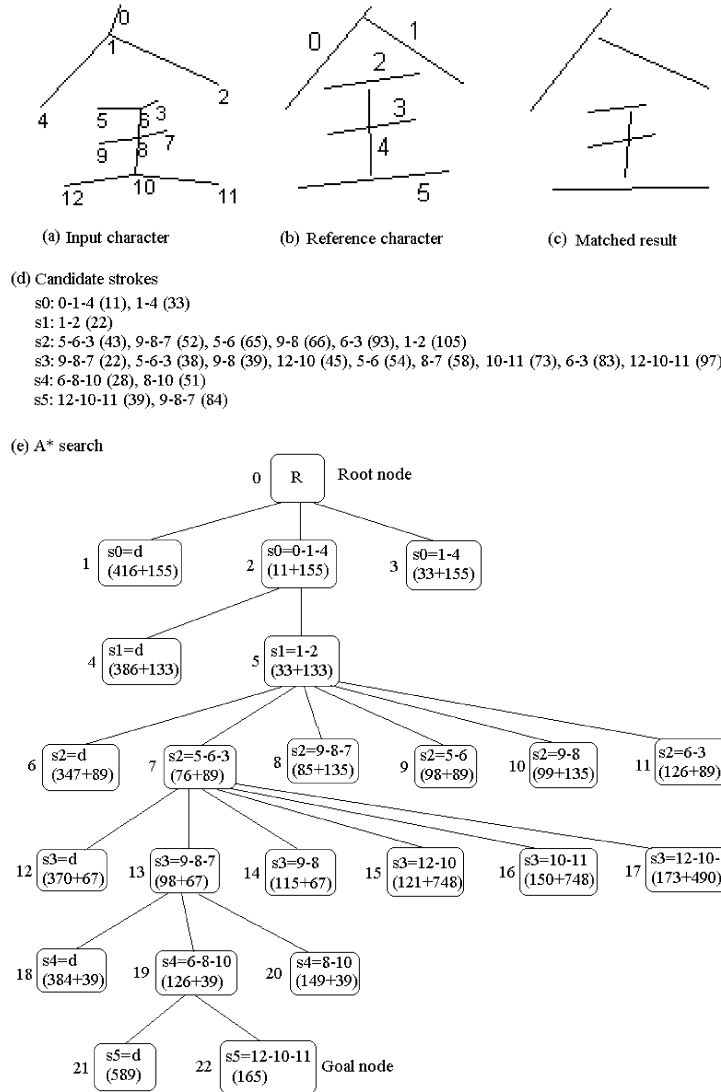 0
1
2
4
5
6
3
9
8
7
12
10
11
0
1
2
3
4
5
(a) Input character
(b) Reference character
(c) Matched result
(d) Candidate strokes
s0: 0-1-4 (11), 1-4 (33)
s1: 1-2 (22)
s2: 5-6-3 (43), 9-8-7 (52), 5-6 (65), 9-8 (66), 6-3 (93), 1-2 (105)
s3: 9-8-7 (22), 5-6-3 (38), 9-8 (39), 12-10 (45), 5-6 (54), 8-7 (58), 10-11 (73), 6-3 (83), 12-10-11 (97)
s4: 6-8-10 (28), 8-10 (51)
s5: 12-10-11 (39), 9-8-7 (84)
(e) A* search
0 R Root node
1 s0=d (416+155)
2 s0=0-1-4 (11+155)
3 s0=1-4 (33+155)
4 s1=d (386+133)
5 s1=1-2 (33+133)
6 s2=d (347+89)
7 s2=5-6-3 (76+89)
8 s2=9-8-7 (85+135)
9 s2=5-6 (98+89)
10 s2=9-8 (99+135)
11 s2=6-3 (126+89)
12 s3=d (370+67)
13 s3=9-8-7 (98+67)
14 s3=9-8 (115+67)
15 s3=12-10 (121+748)
16 s3=10-11 (150+748)
17 s3=12-10- (173+490)
18 s4=d (384+39)
19 s4=6-8-10 (126+39)
20 s4=8-10 (149+39)
21 s5=d (589)
22 s5=12-10-11 (165) Goal node